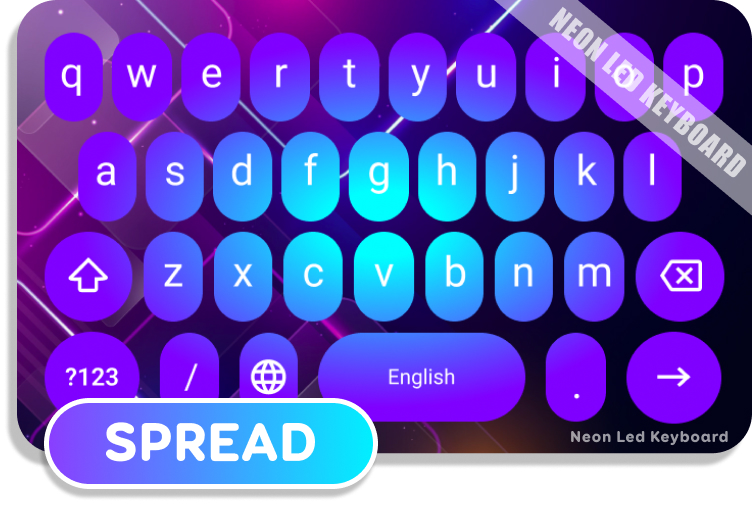 NEON LED KEYBOARD
q w e r t y u i o p
a s d f g h j k l
z x c v b n m
?123 / English . 
SPREAD
Neon Led Keyboard